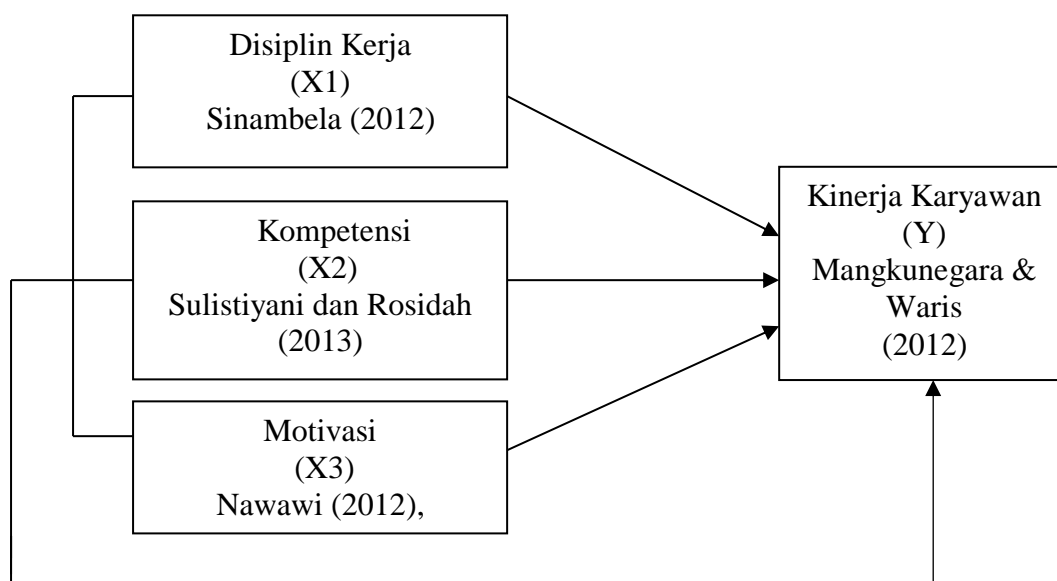 Disiplin Kerja
(X1)
Sinambela (2012)
Kompetensi
(X2)
Sulistiyani dan Rosidah
(2013)
Motivasi
(X3)
Nawawi (2012),
Kinerja Karyawan
(Y)
Mangkunegara &
Waris
(2012)